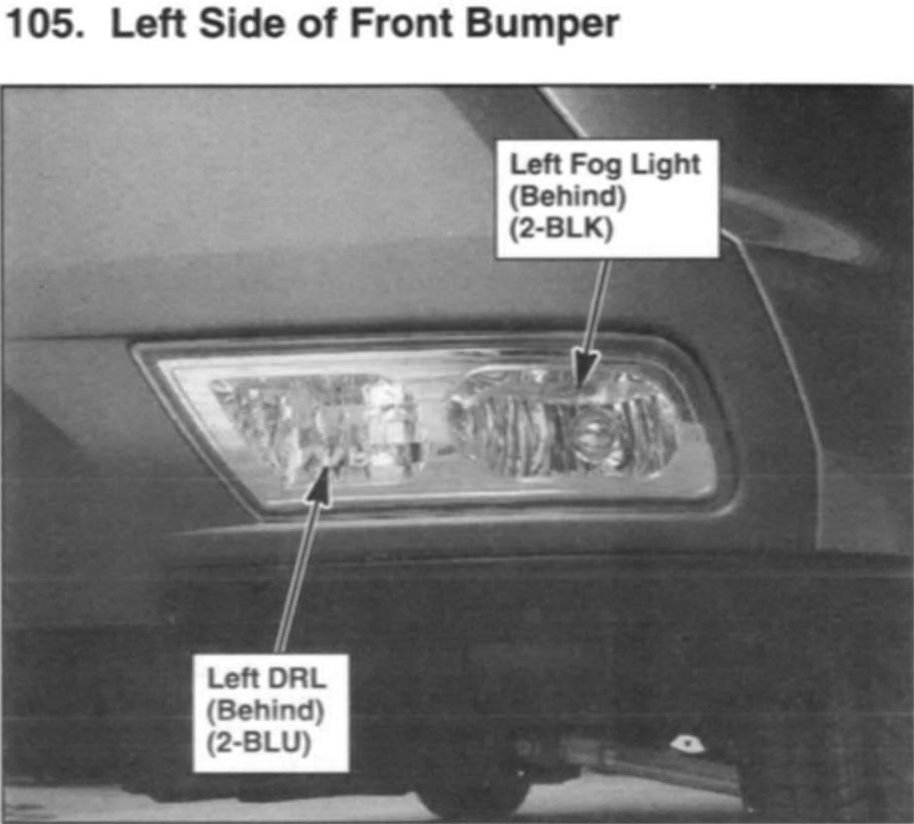 105. Left Side of Front Bumper
Left Fog Light
(Behind)
(2-BLK)
Left DRL
(Behind)
(2-BLU)